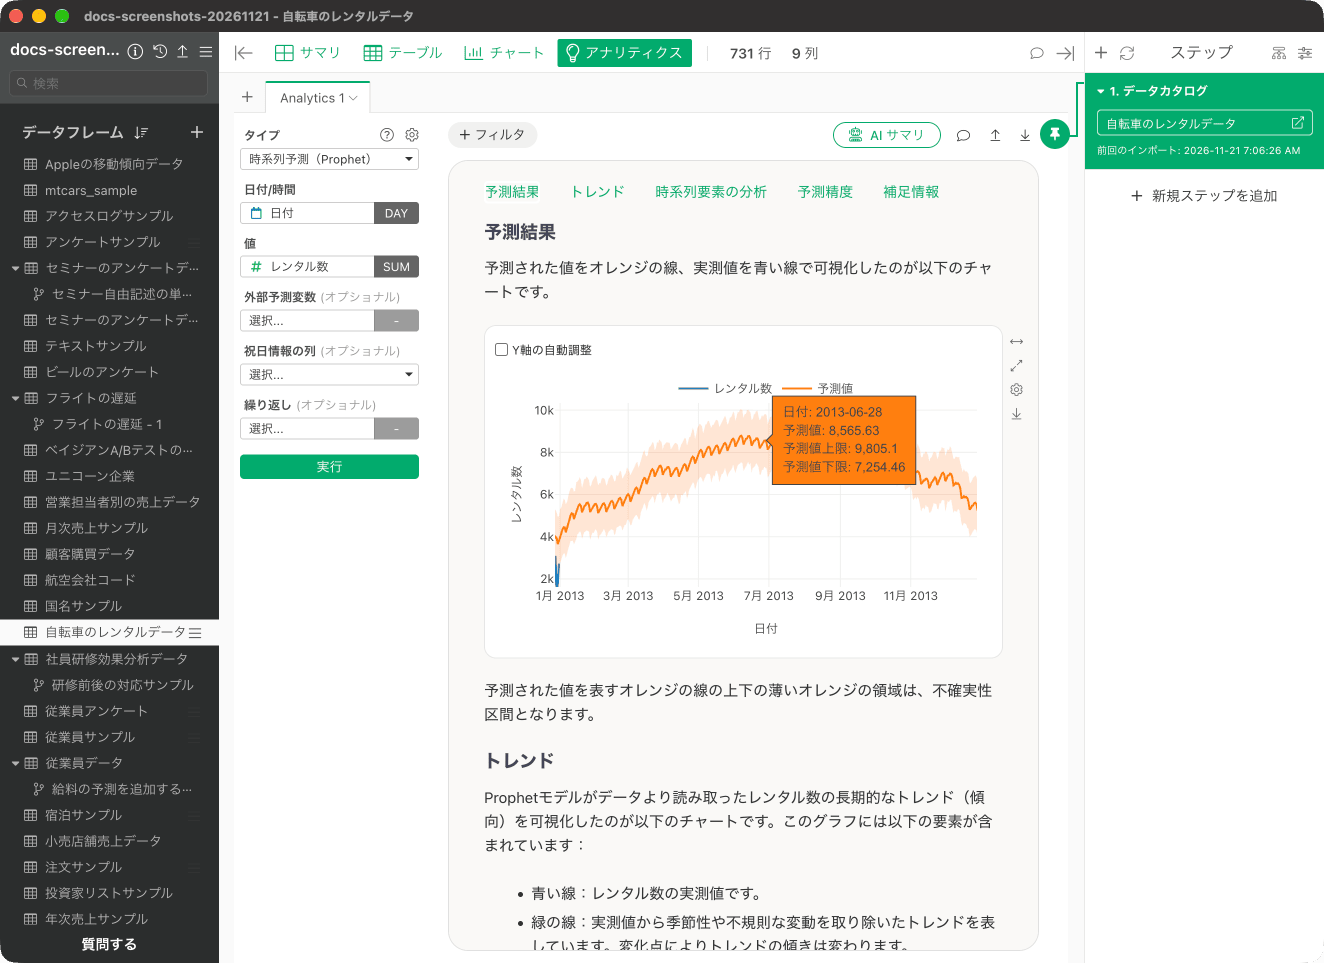 docs-screenshots-20261121 - 自転車のレンタルデータ
docs-screen...
検索
データフレーム
Appleの移動傾向データ
mtcars_sample
アクセスログサンプル
アンケートサンプル
セミナーのアンケートデ…
セミナー自由記述の単…
セミナーのアンケートデ…
テキストサンプル
ビールのアンケート
フライトの遅延
フライトの遅延 - 1
ベイジアンA/Bテストの…
ユニコーン企業
営業担当者別の売上データ
月次売上サンプル
顧客購買データ
航空会社コード
国名サンプル
自転車のレンタルデータ
社員研修効果分析データ
研修前後の対応サンプル
従業員アンケート
従業員サンプル
従業員データ
給料の予測を追加する…
宿泊サンプル
小売店舗売上データ
注文サンプル
投資家リストサンプル
年次売上サンプル
質問する
サマリ
テーブル
チャート
アナリティクス
731 行
9 列
Analytics 1
タイプ
時系列予測（Prophet）
日付/時間
日付
DAY
値
# レンタル数
SUM
外部予測変数 (オプショナル)
選択...
-
祝日情報の列 (オプショナル)
選択...
繰り返し (オプショナル)
選択...
-
実行
+ フィルタ
AI サマリ
予測結果
トレンド
時系列要素の分析
予測精度
補足情報
予測結果
予測された値をオレンジの線、実測値を青い線で可視化したのが以下のチャ
ートです。
Y軸の自動調整
レンタル数
予測値
10k
8k
6k
4k
2k
レンタル数
日付: 2013-06-28
予測値: 8,565.63
予測値上限: 9,805.1
予測値下限: 7,254.46
1月 2013
3月 2013
5月 2013
7月 2013
9月 2013
11月 2013
日付
予測された値を表すオレンジの線の上下の薄いオレンジの領域は、不確実性
区間となります。
トレンド
Prophetモデルがデータより読み取ったレンタル数の長期的なトレンド（傾
向）を可視化したのが以下のチャートです。このグラフには以下の要素が含
まれています：
• 青い線：レンタル数の実測値です。
• 緑の線：実測値から季節性や不規則な変動を取り除いたトレンドを表
しています。変化点によりトレンドの傾きは変わります。
ステップ
1. データカタログ
自転車のレンタルデータ
前回のインポート: 2026-11-21 7:06:26 AM
+ 新規ステップを追加